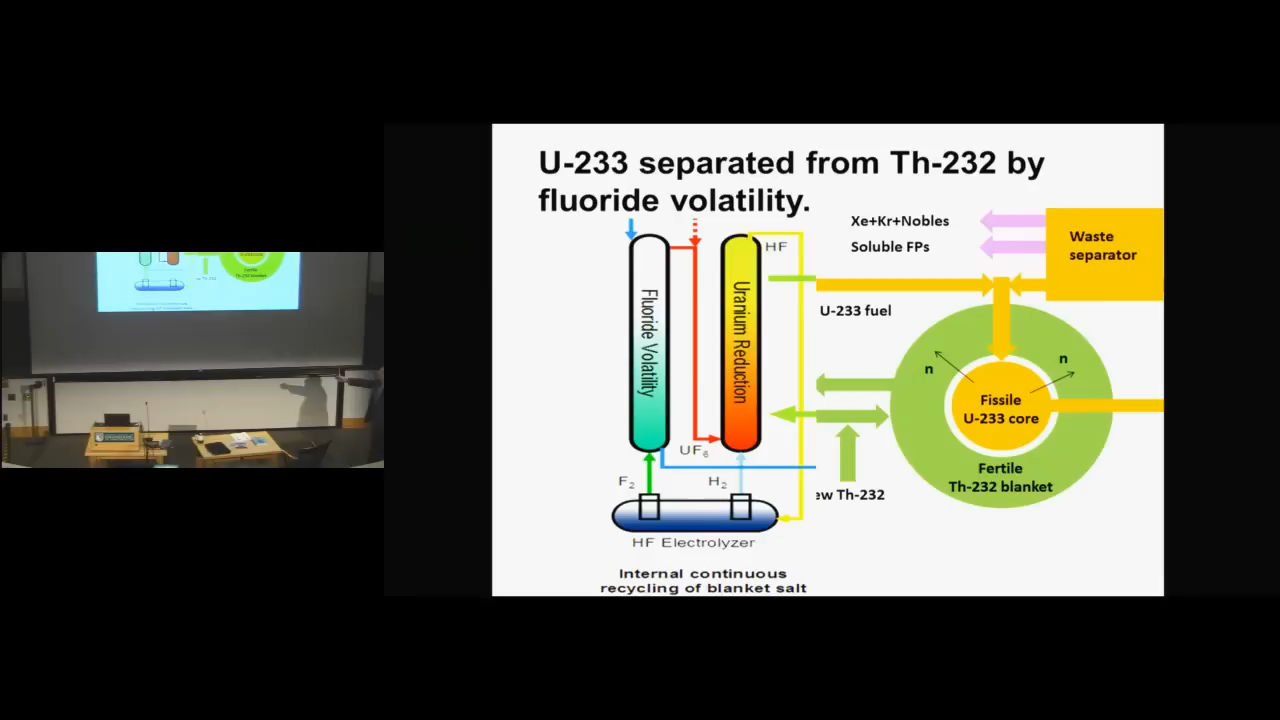 U-233 separated from Th-232 by
fluoride volatility.
Xe+Kr+Nobles
Soluble FPs
Waste
separator
HF
Fluoride Volatility
Uranium Reduction
U-233 fuel
n
n
Fissile
U-233 core
Fertile
Th-232 blanket
UF6
F2
H2
ew Th-232
HF Electrolyzer
Internal continuous
recycling of blanket salt